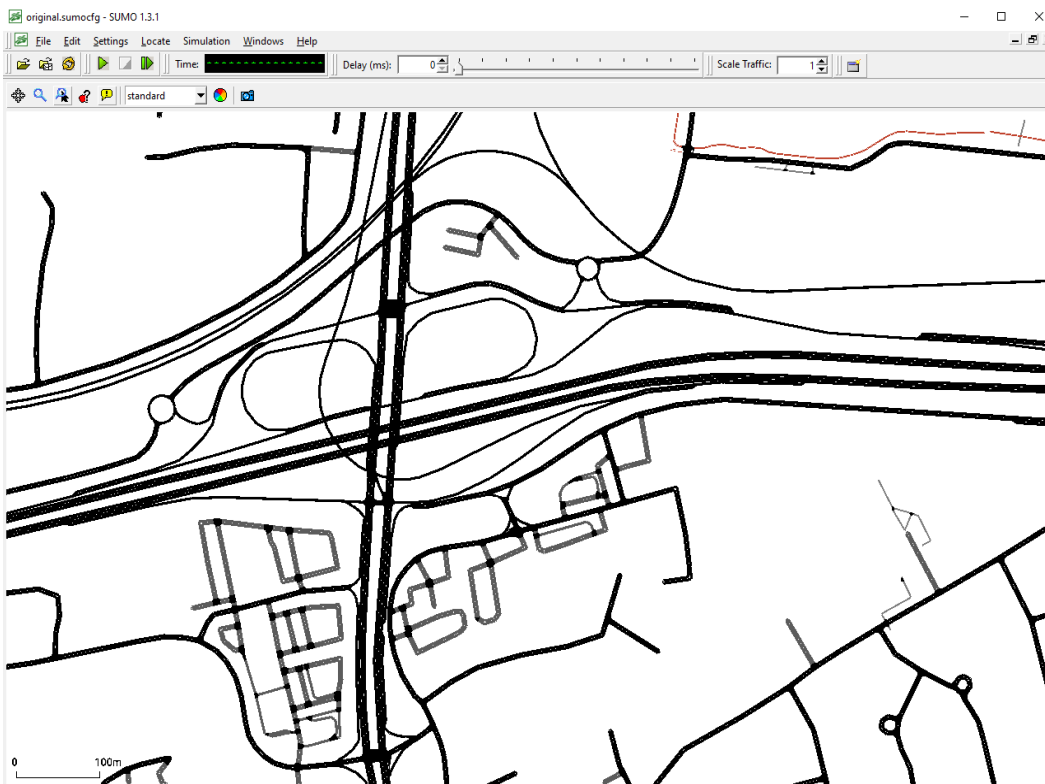 original.sumocfg - SUMO 1.3.1
File Edit Settings Locate Simulation Windows Help
Time: Delay (ms): 0 Scale Traffic: 1
standard
0 100m